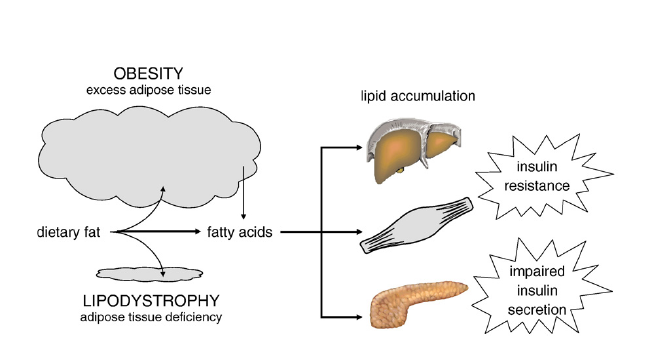 OBESITY
excess adipose tissue
lipid accumulation
insulin
resistance
dietary fat
fatty acids
impaired
insulin
secretion
LIPODYSTROPHY
adipose tissue deficiency